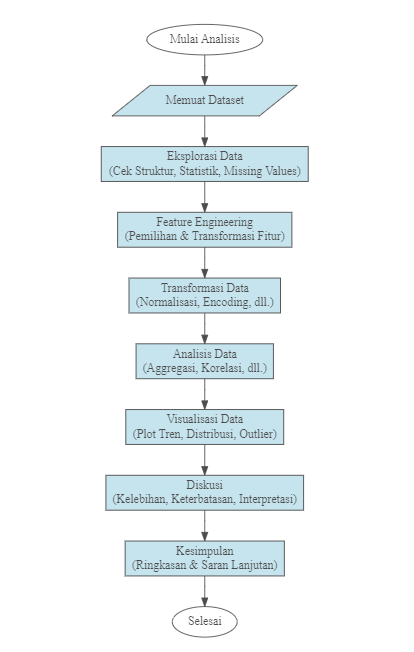 Mulai Analisis
Memuat Dataset
Eksplorasi Data
(Cek Struktur, Statistik, Missing Values)
Feature Engineering
(Pemilihan & Transformasi Fitur)
Transformasi Data
(Normalisasi, Encoding, dll.)
Analisis Data
(Aggregasi, Korelasi, dll.)
Visualisasi Data
(Plot Tren, Distribusi, Outlier)
Diskusi
(Kelebihan, Keterbatasan, Interpretasi)
Kesimpulan
(Ringkasan & Saran Lanjutan)
Selesai